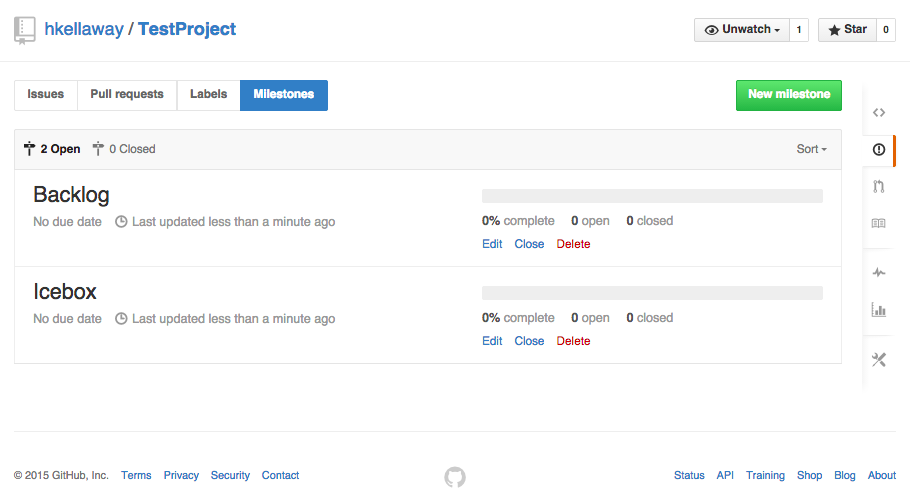 hkellaway / TestProject
Unwatch 1
Star 0
Issues Pull requests Labels Milestones
New milestone
2 Open 0 Closed
Sort
Backlog
No due date Last updated less than a minute ago
0% complete 0 open 0 closed
Edit Close Delete
Icebox
No due date Last updated less than a minute ago
0% complete 0 open 0 closed
Edit Close Delete
© 2015 GitHub, Inc. Terms Privacy Security Contact
Status API Training Shop Blog About